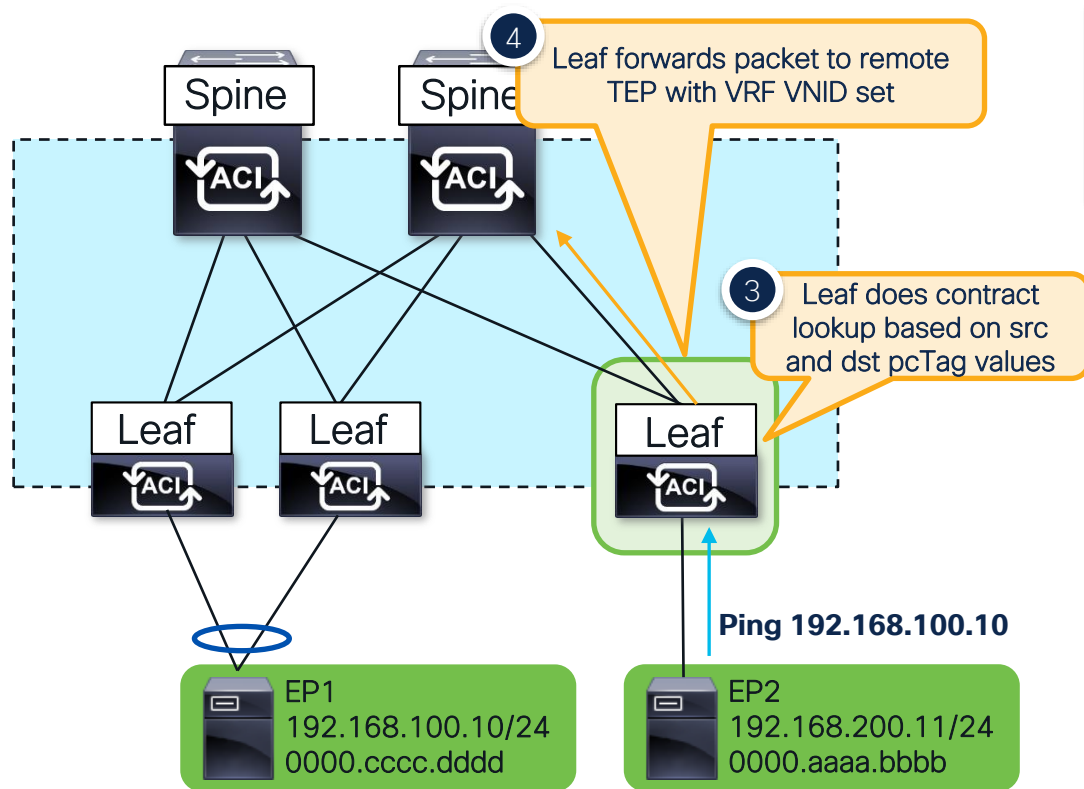 4
Leaf forwards packet to remote
TEP with VRF VNID set
Spine
Spine
ACI
ACI
3
Leaf does contract
lookup based on src
and dst pcTag values
Leaf
Leaf
Leaf
ACI
ACI
ACI
Ping 192.168.100.10
EP1
192.168.100.10/24
0000.cccc.dddd
EP2
192.168.200.11/24
0000.aaaa.bbbb